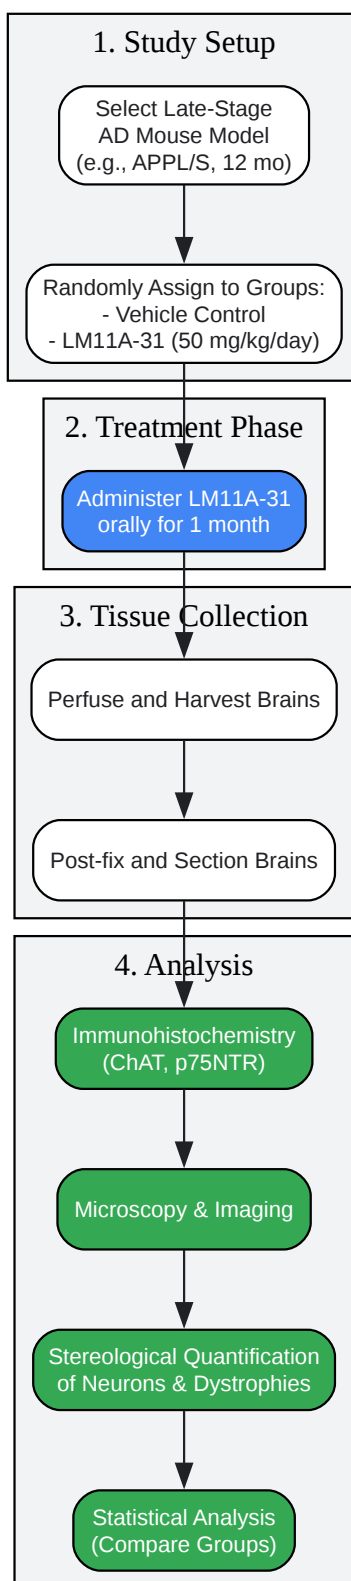 1. Study Setup
Select Late-Stage
AD Mouse Model
(e.g., APPL/S, 12 mo)
Randomly Assign to Groups:
- Vehicle Control
- LM11A-31 (50 mg/kg/day)
2. Treatment Phase
Administer LM11A-31
orally for 1 month
3. Tissue Collection
Perfuse and Harvest Brains
Post-fix and Section Brains
4. Analysis
Immunohistochemistry
(ChAT, p75NTR)
Microscopy & Imaging
Stereological Quantification
of Neurons & Dystrophies
Statistical Analysis
(Compare Groups)